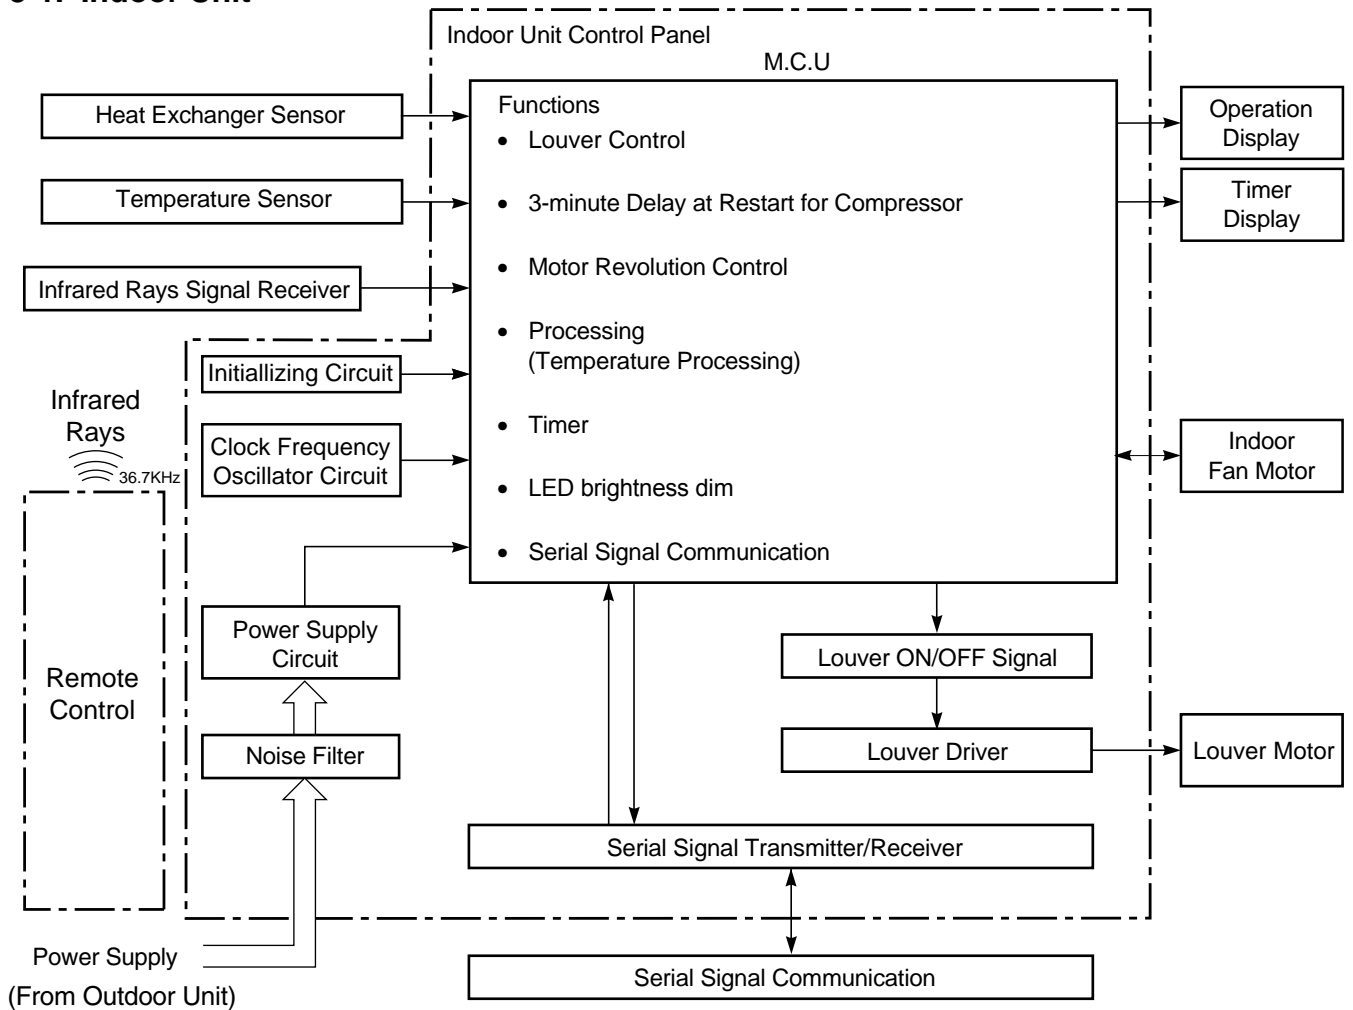 Indoor Unit
Indoor Unit Control Panel
M.C.U
Heat Exchanger Sensor
Temperature Sensor
Infrared Rays Signal Receiver
Initiallizing Circuit
Clock Frequency
Oscillator Circuit
Infrared
Rays
36.7KHz
Remote
Control
Power Supply
Circuit
Noise Filter
Power Supply
(From Outdoor Unit)
Functions
• Louver Control
• 3-minute Delay at Restart for Compressor
• Motor Revolution Control
• Processing
(Temperature Processing)
• Timer
• LED brightness dim
• Serial Signal Communication
Louver ON/OFF Signal
Louver Driver
Serial Signal Transmitter/Receiver
Serial Signal Communication
Operation
Display
Timer
Display
Indoor
Fan Motor
Louver Motor